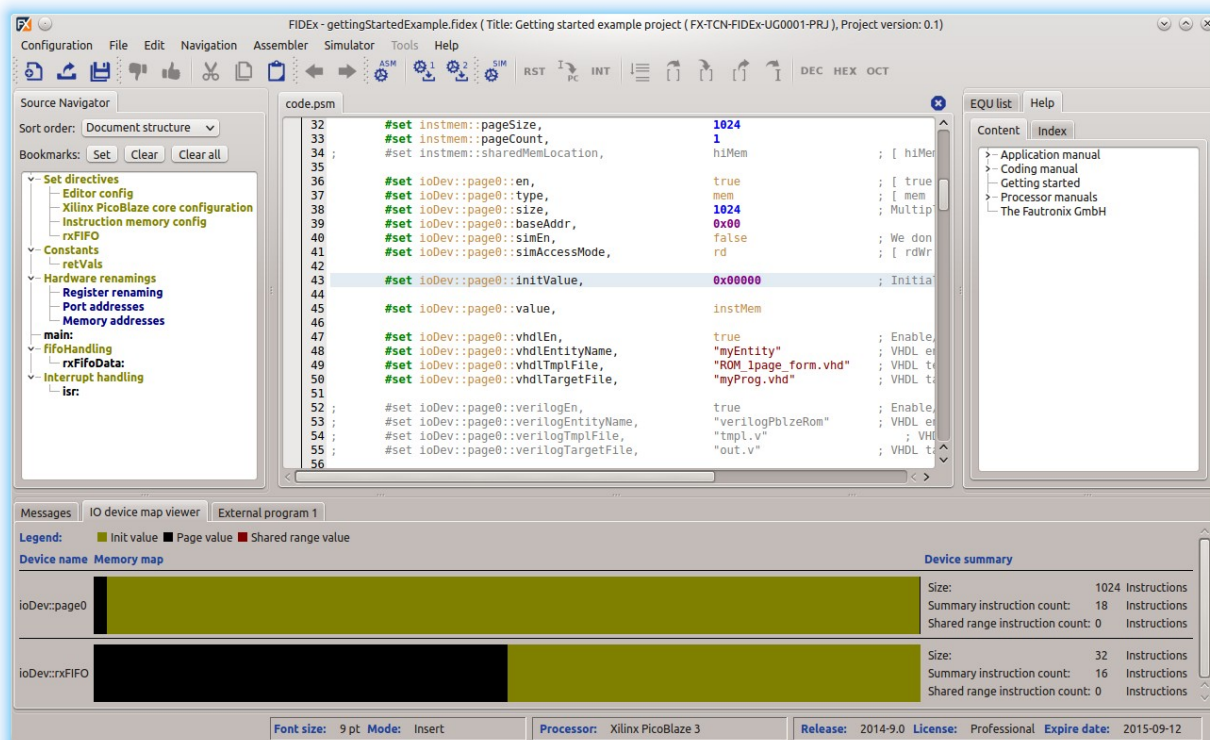 FIDEx - gettingStartedExample.fidex ( Title: Getting started example project ( FX-TCN-FIDEx-UG0001-PRJ ), Project version: 0.1)
Configuration File Edit Navigation Assembler Simulator Tools Help
ASM 1 2 SIM RST I PC INT DEC HEX OCT
Source Navigator
Sort order: Document structure
Bookmarks: Set Clear Clear all
Set directives
Editor config
Xilinx PicoBlaze core configuration
Instruction memory config
rxFIFO
Constants
retVals
Hardware renamings
Register renaming
Port addresses
Memory addresses
main:
fifoHandling
rxFifoData:
Interrupt handling
isr:
code.psm
32 #set instmem::pageSize, 1024
33 #set instmem::pageCount, 1
34 ; #set instmem::sharedMemLocation, hiMem ; [ hiMem
35
36 #set ioDev::page0::en, true ; [ true
37 #set ioDev::page0::type, mem ; [ mem
38 #set ioDev::page0::size, 1024 ; Multipl
39 #set ioDev::page0::baseAddr, 0x00
40 #set ioDev::page0::simEn, false ; We don
41 #set ioDev::page0::simAccessMode, rd ; [ rdWr
42
43 #set ioDev::page0::initValue, 0x00000 ; Initial
44
45 #set ioDev::page0::value, instMem
46
47 #set ioDev::page0::vhdlEn, true ; Enable/
48 #set ioDev::page0::vhdlEntityName, "myEntity" ; VHDL en
49 #set ioDev::page0::vhdlTmplFile, "ROM_1page_form.vhd" ; VHDL te
50 #set ioDev::page0::vhdlTargetFile, "myProg.vhd" ; VHDL ta
51
52 ; #set ioDev::page0::verilogEn, true ; Enable/
53 ; #set ioDev::page0::verilogEntityName, "verilogPblzeRom" ; VHDL en
54 ; #set ioDev::page0::verilogTmplFile, "tmpl.v" ; VHD
55 ; #set ioDev::page0::verilogTargetFile, "out.v" ; VHDL ta
56
EQU list Help
Content Index
Application manual
Coding manual
Getting started
Processor manuals
The Fautronix GmbH
Messages IO device map viewer External program 1
Legend: Init value Page value Shared range value
Device name Memory map Device summary
ioDev::page0
Size: 1024 Instructions
Summary instruction count: 18 Instructions
Shared range instruction count: 0 Instructions
ioDev::rxFIFO
Size: 32 Instructions
Summary instruction count: 16 Instructions
Shared range instruction count: 0 Instructions
Font size: 9 pt Mode: Insert Processor: Xilinx PicoBlaze 3 Release: 2014-9.0 License: Professional Expire date: 2015-09-12